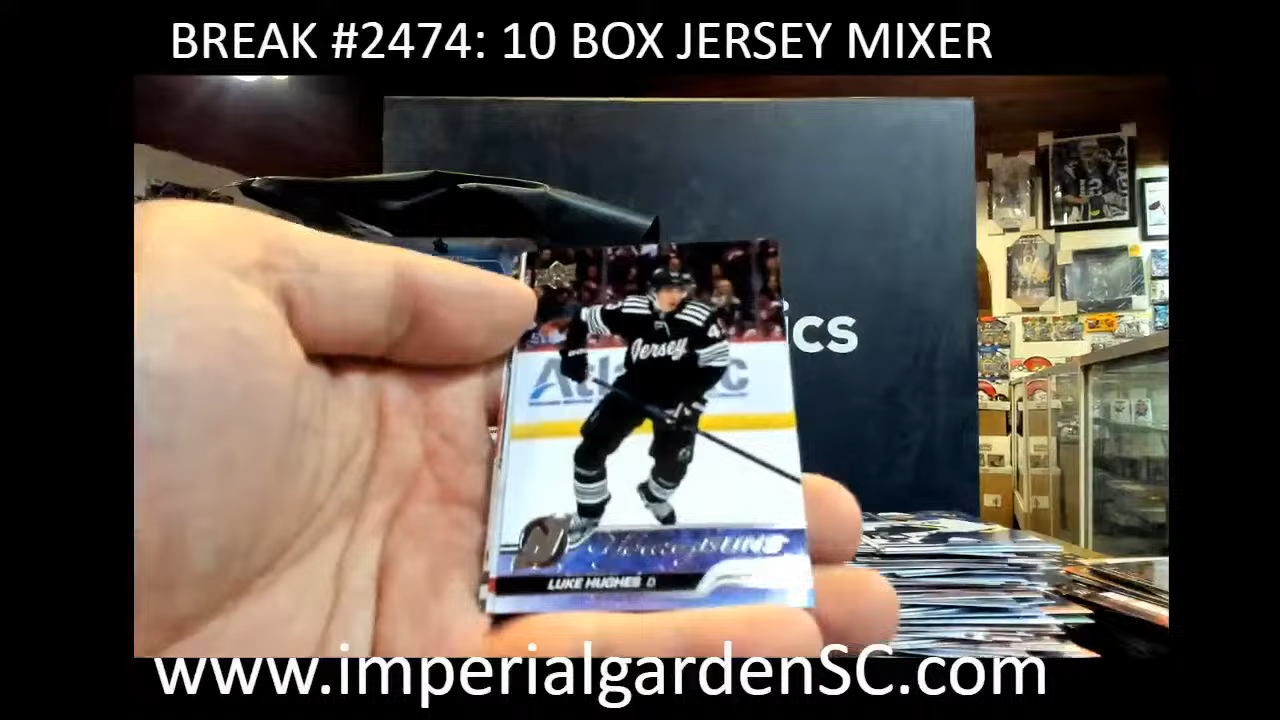 BREAK #2474: 10 BOX JERSEY MIXER
ics
Jersey
LUKE HUGHES D
www.imperialgardenSC.com